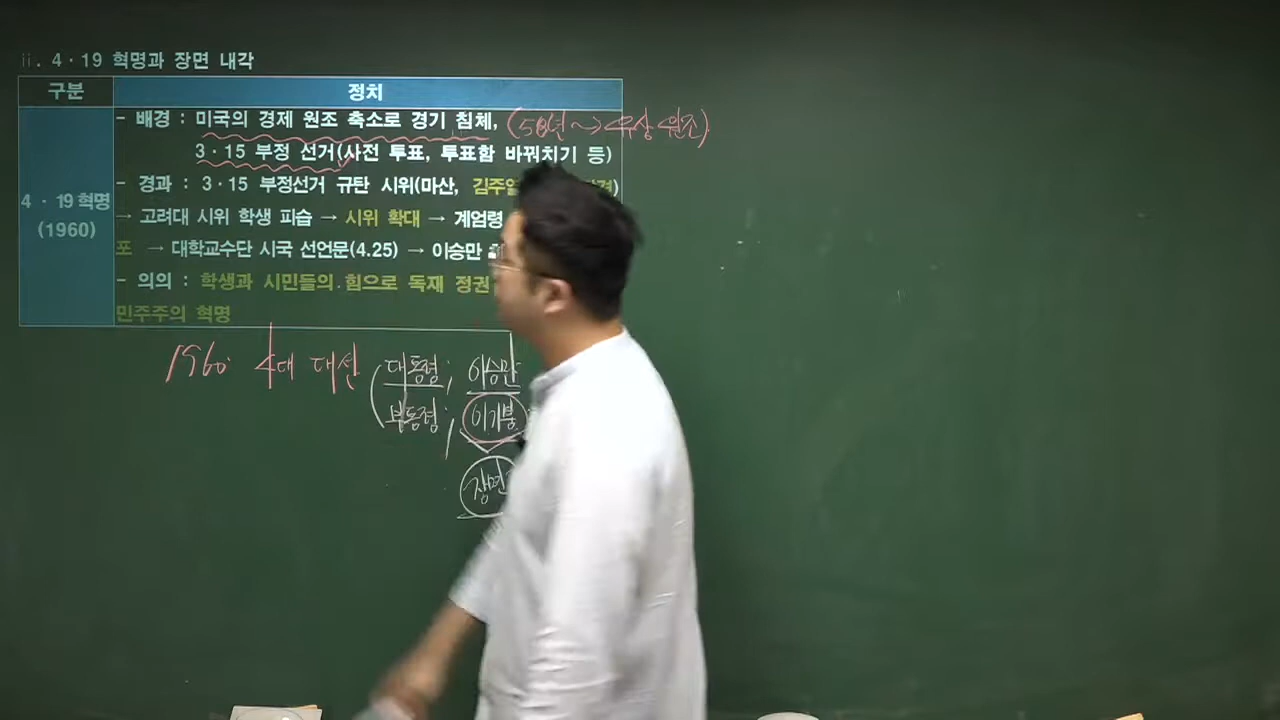 ii. 4·19 혁명과 장면 내각
구분 정치
4 · 19 혁명
(1960)
- 배경 : 미국의 경제 원조 축소로 경기 침체, (58년~> 무상원조)
3·15 부정 선거(사전 투표, 투표함 바꿔치기 등)
- 경과 : 3·15 부정선거 규탄 시위(마산, 김주열
→ 고려대 시위 학생 피습 → 시위 확대 → 계엄령
포 → 대학교수단 시국 선언문(4.25) → 이승만
- 의의 : 학생과 시민들의 힘으로 독재 정권
민주주의 혁명
1960 4대 대선 (대통령; 이승만
부통령; 이기붕
장면